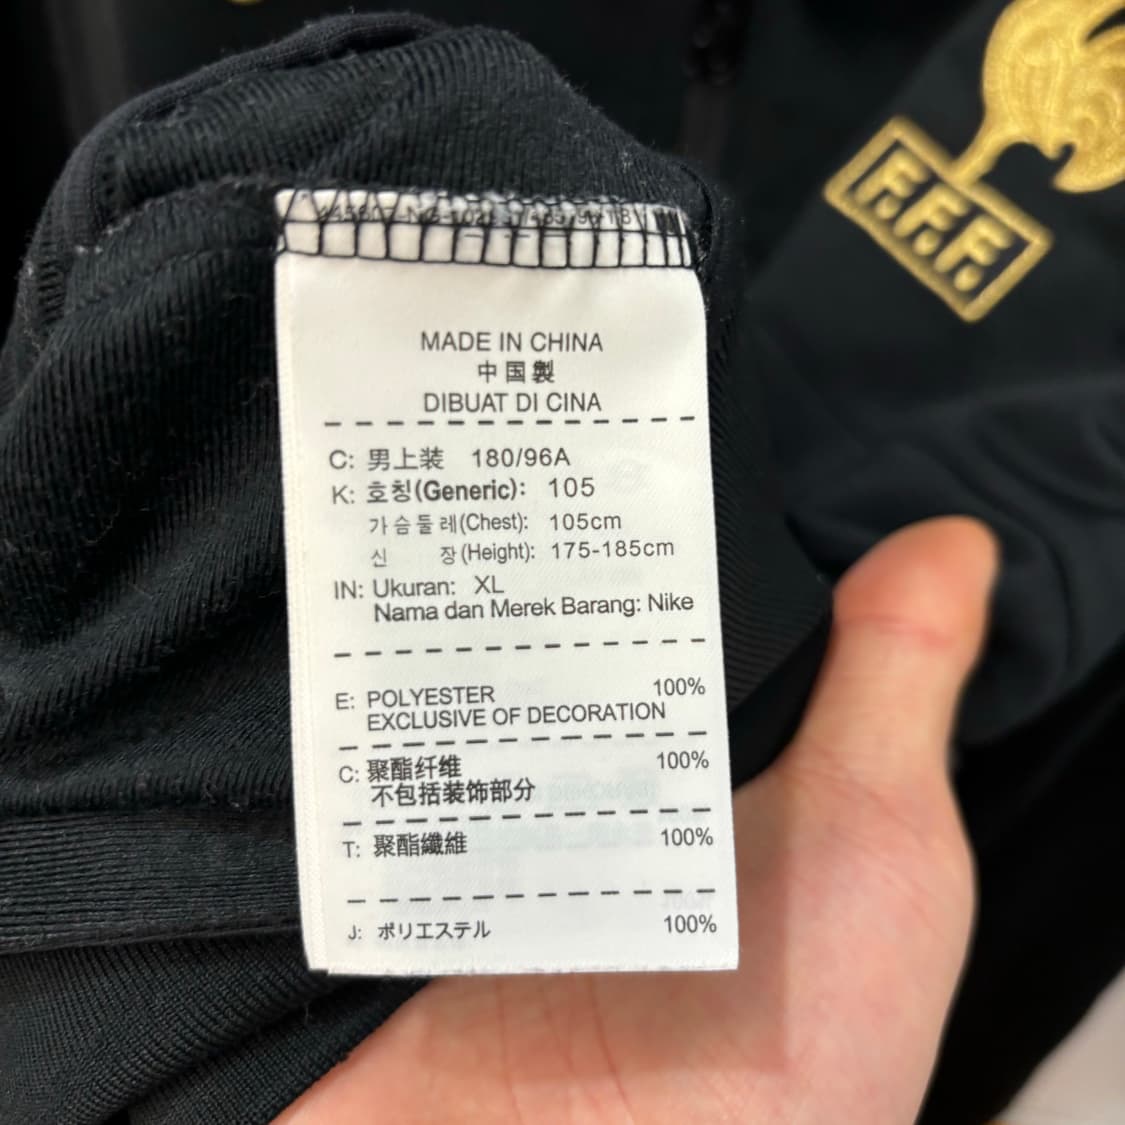 MADE IN CHINA
中国製
DIBUAT DI CINA
C: 男上装 180/96A
K: 호칭(Generic): 105
가슴둘레(Chest): 105cm
신 장(Height): 175-185cm
IN: Ukuran: XL
Nama dan Merek Barang: Nike
E: POLYESTER 100%
EXCLUSIVE OF DECORATION
C: 聚酯纤维 100%
不包括装饰部分
T: 聚酯纖維 100%
J: ポリエステル 100%
F.F.F.